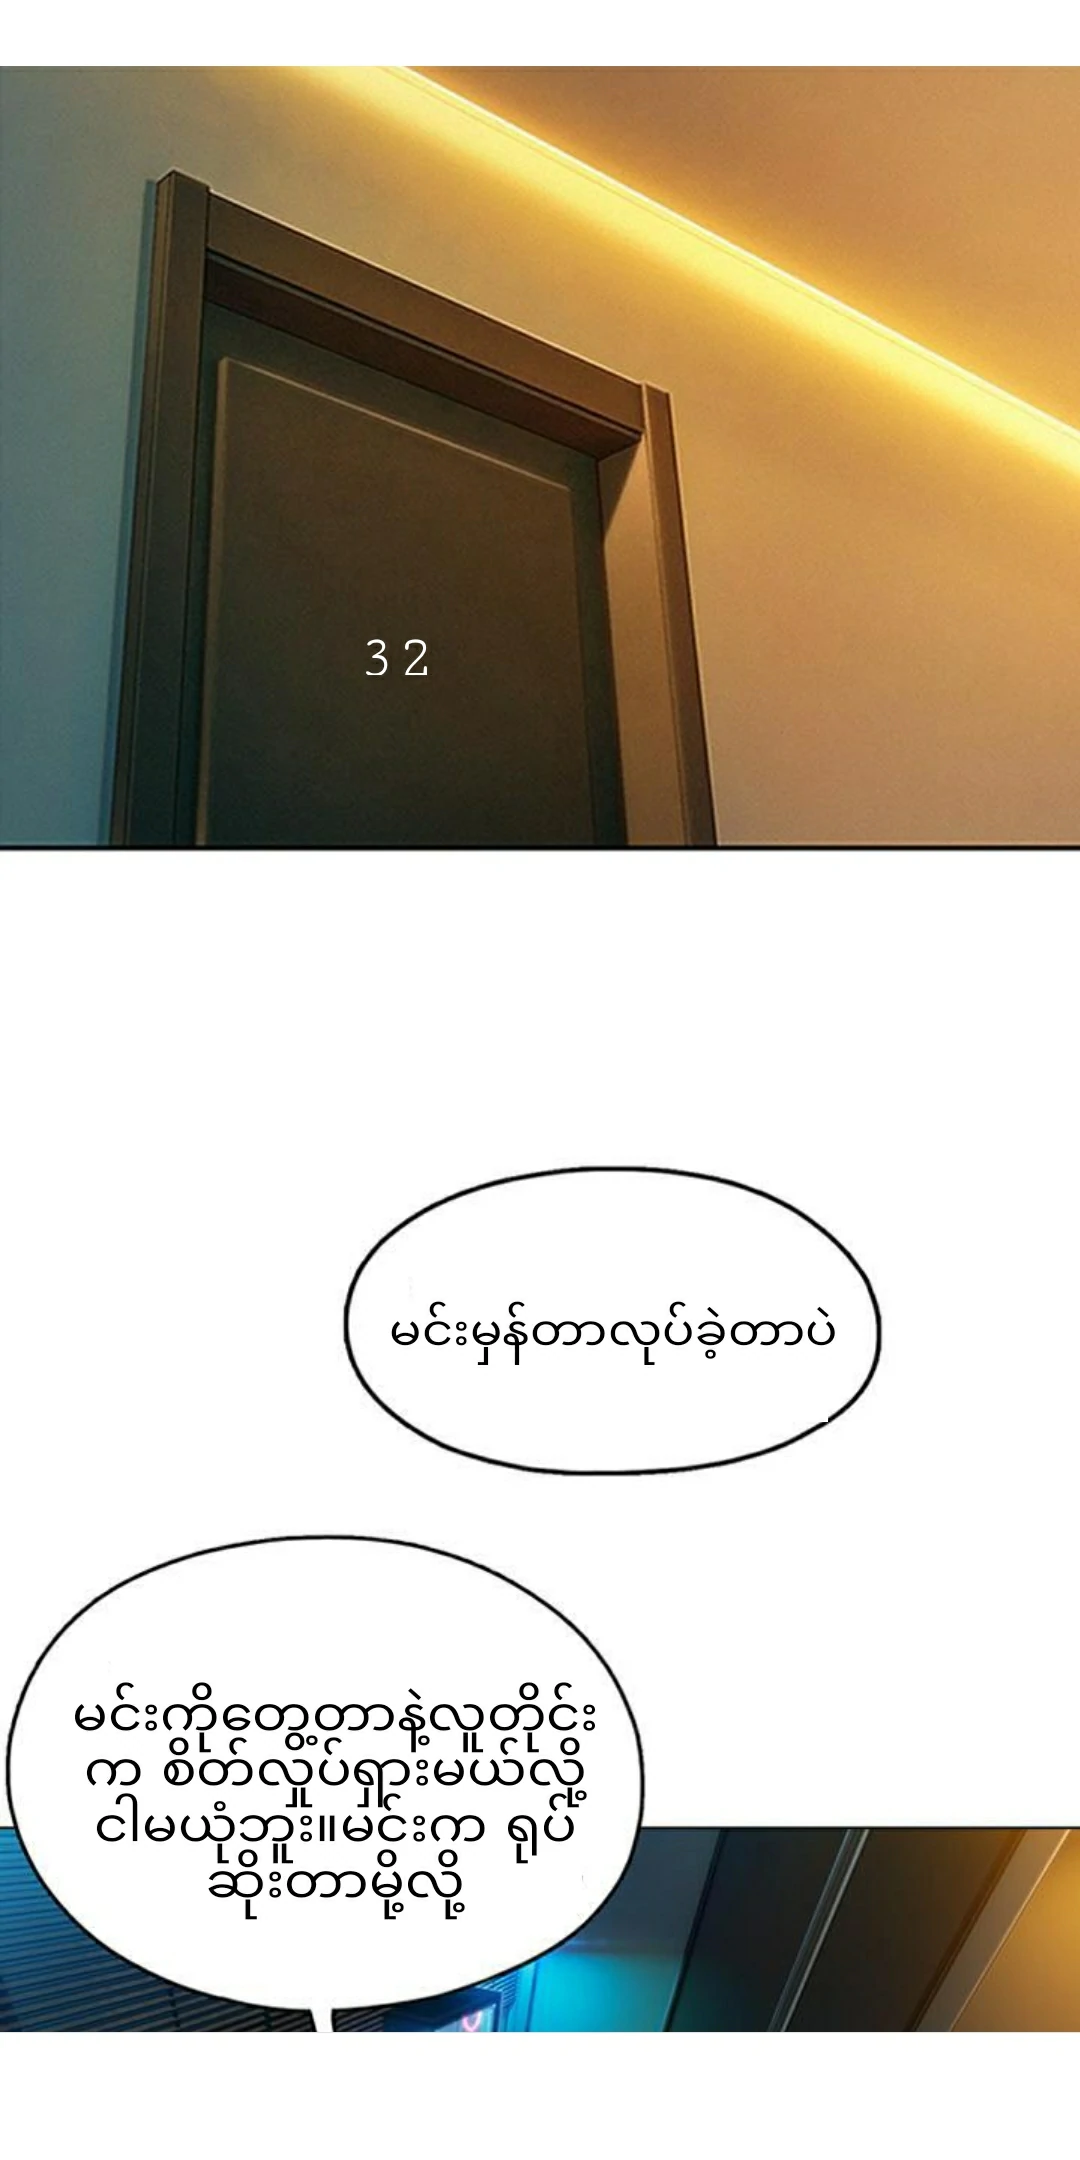 32
မင်းမှန်တာလုပ်ခဲ့တာပဲ
မင်းကိုတွေ့တာနဲ့လူတိုင်း
က စိတ်လှုပ်ရှားမယ်လို့
ငါမယုံဘူး။မင်းက ရုပ်
ဆိုးတာမို့လို့